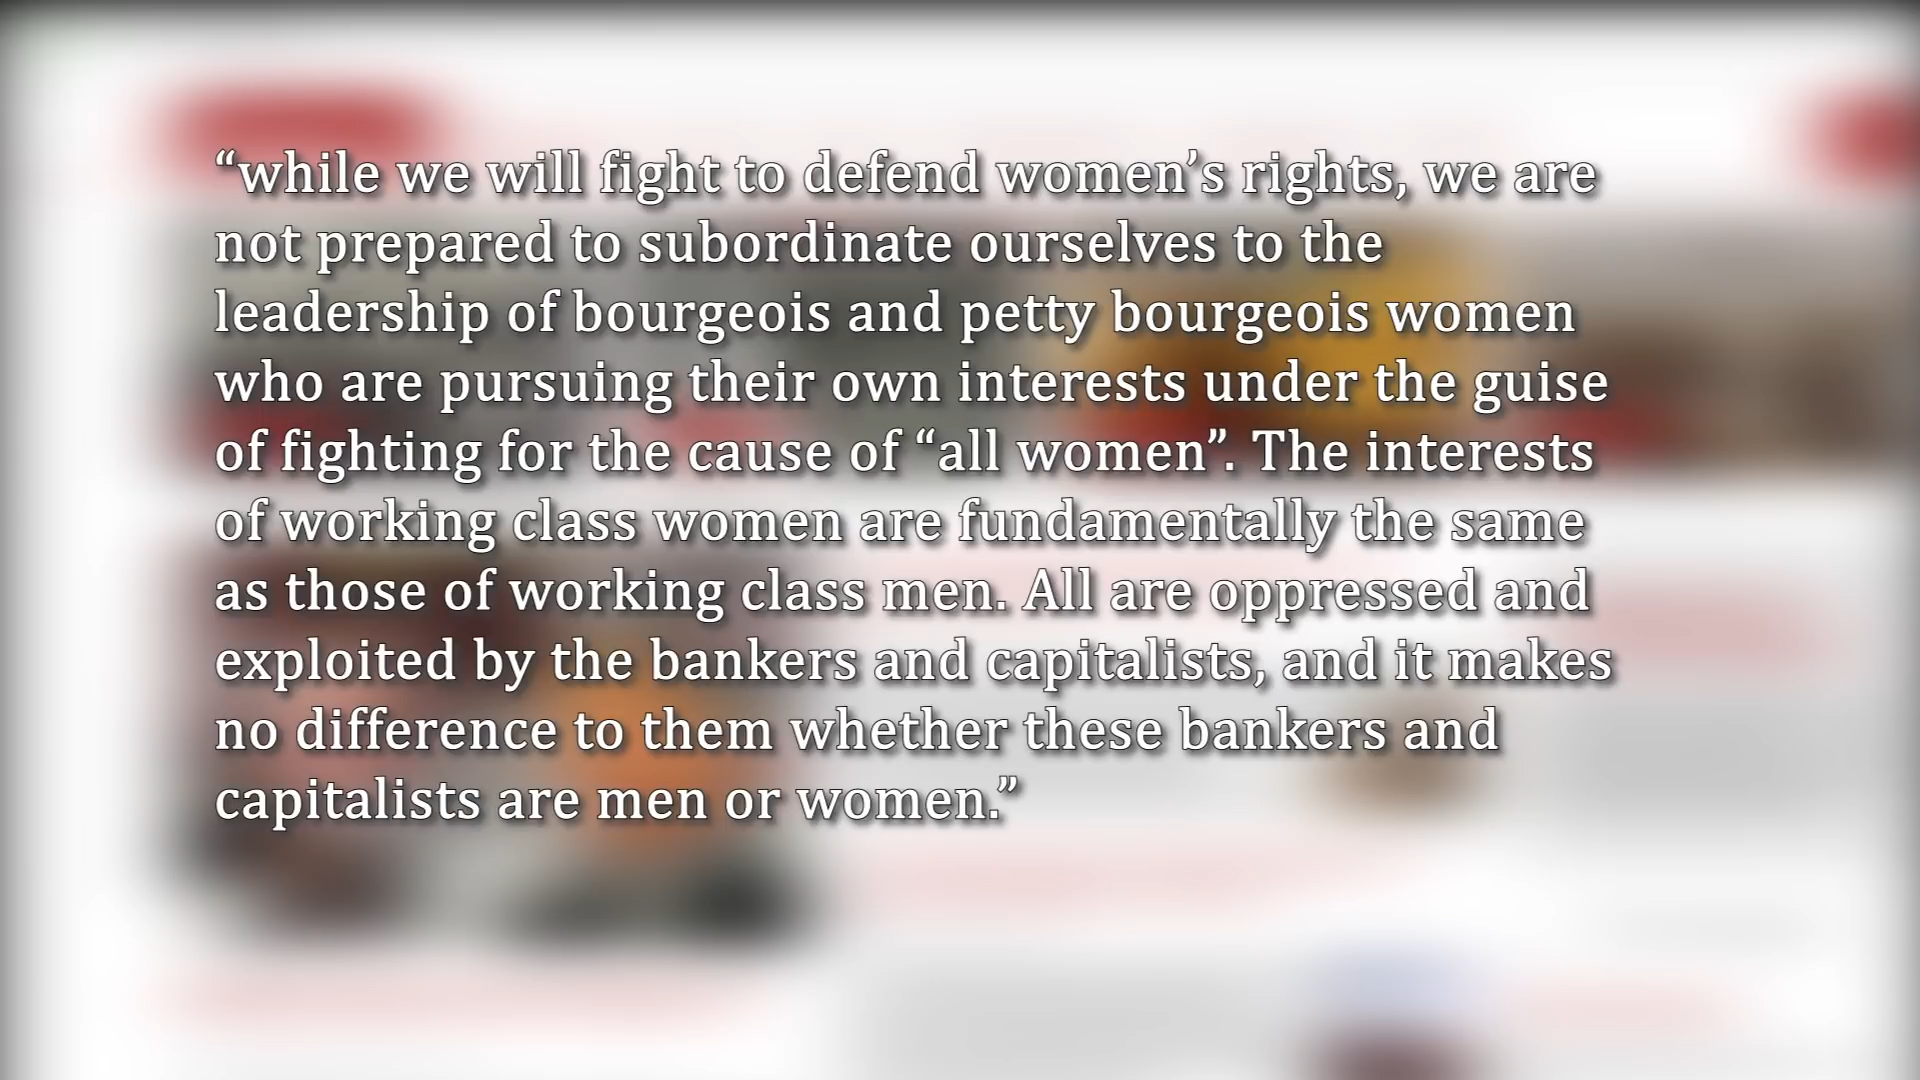 “while we will fight to defend women’s rights, we are
not prepared to subordinate ourselves to the
leadership of bourgeois and petty bourgeois women
who are pursuing their own interests under the guise
of fighting for the cause of “all women”. The interests
of working class women are fundamentally the same
as those of working class men. All are oppressed and
exploited by the bankers and capitalists, and it makes
no difference to them whether these bankers and
capitalists are men or women.”